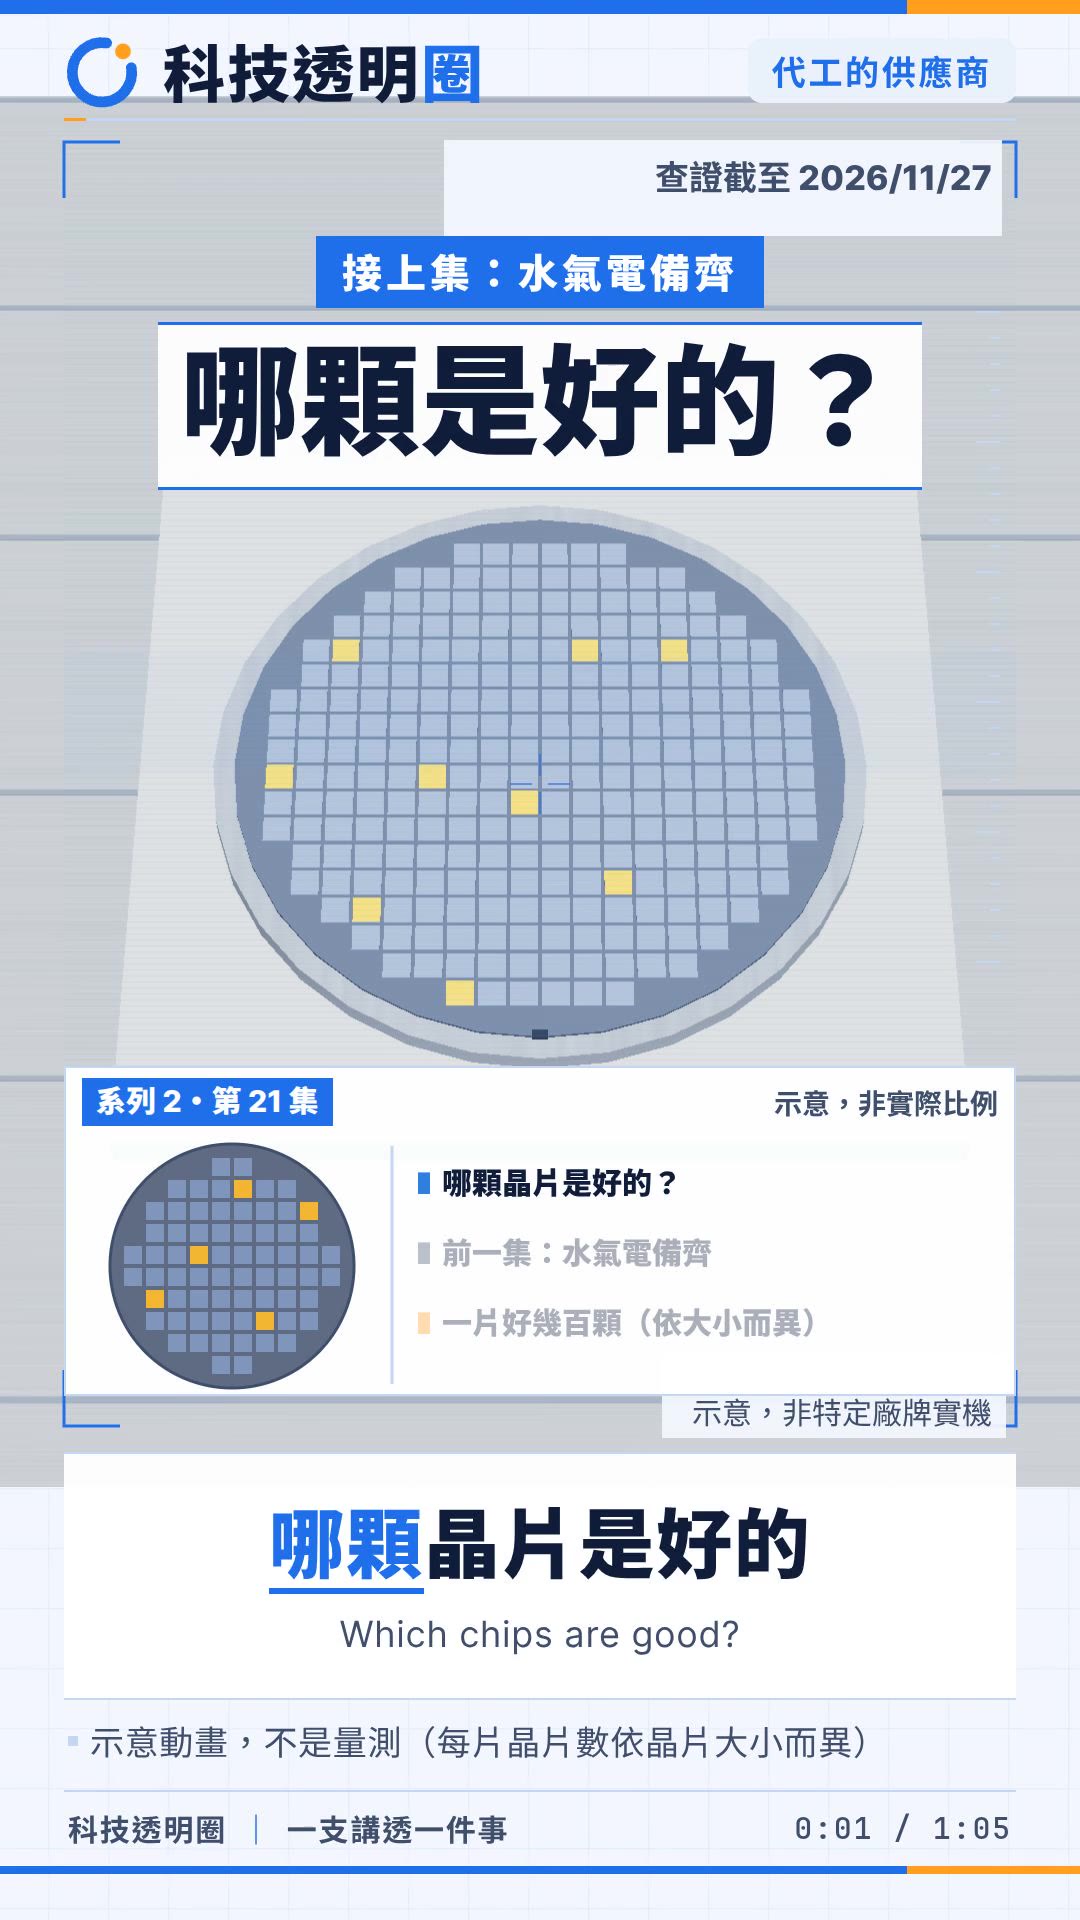 科技透明圈
代工的供應商
查證截至 2026/11/27
接上集：水氣電備齊
哪顆是好的？
系列 2・第 21 集
示意，非實際比例
哪顆晶片是好的？
前一集：水氣電備齊
一片好幾百顆（依大小而異）
示意，非特定廠牌實機
哪顆晶片是好的
Which chips are good?
示意動畫，不是量測（每片晶片數依晶片大小而異）
科技透明圈｜一支講透一件事
0:01 / 1:05